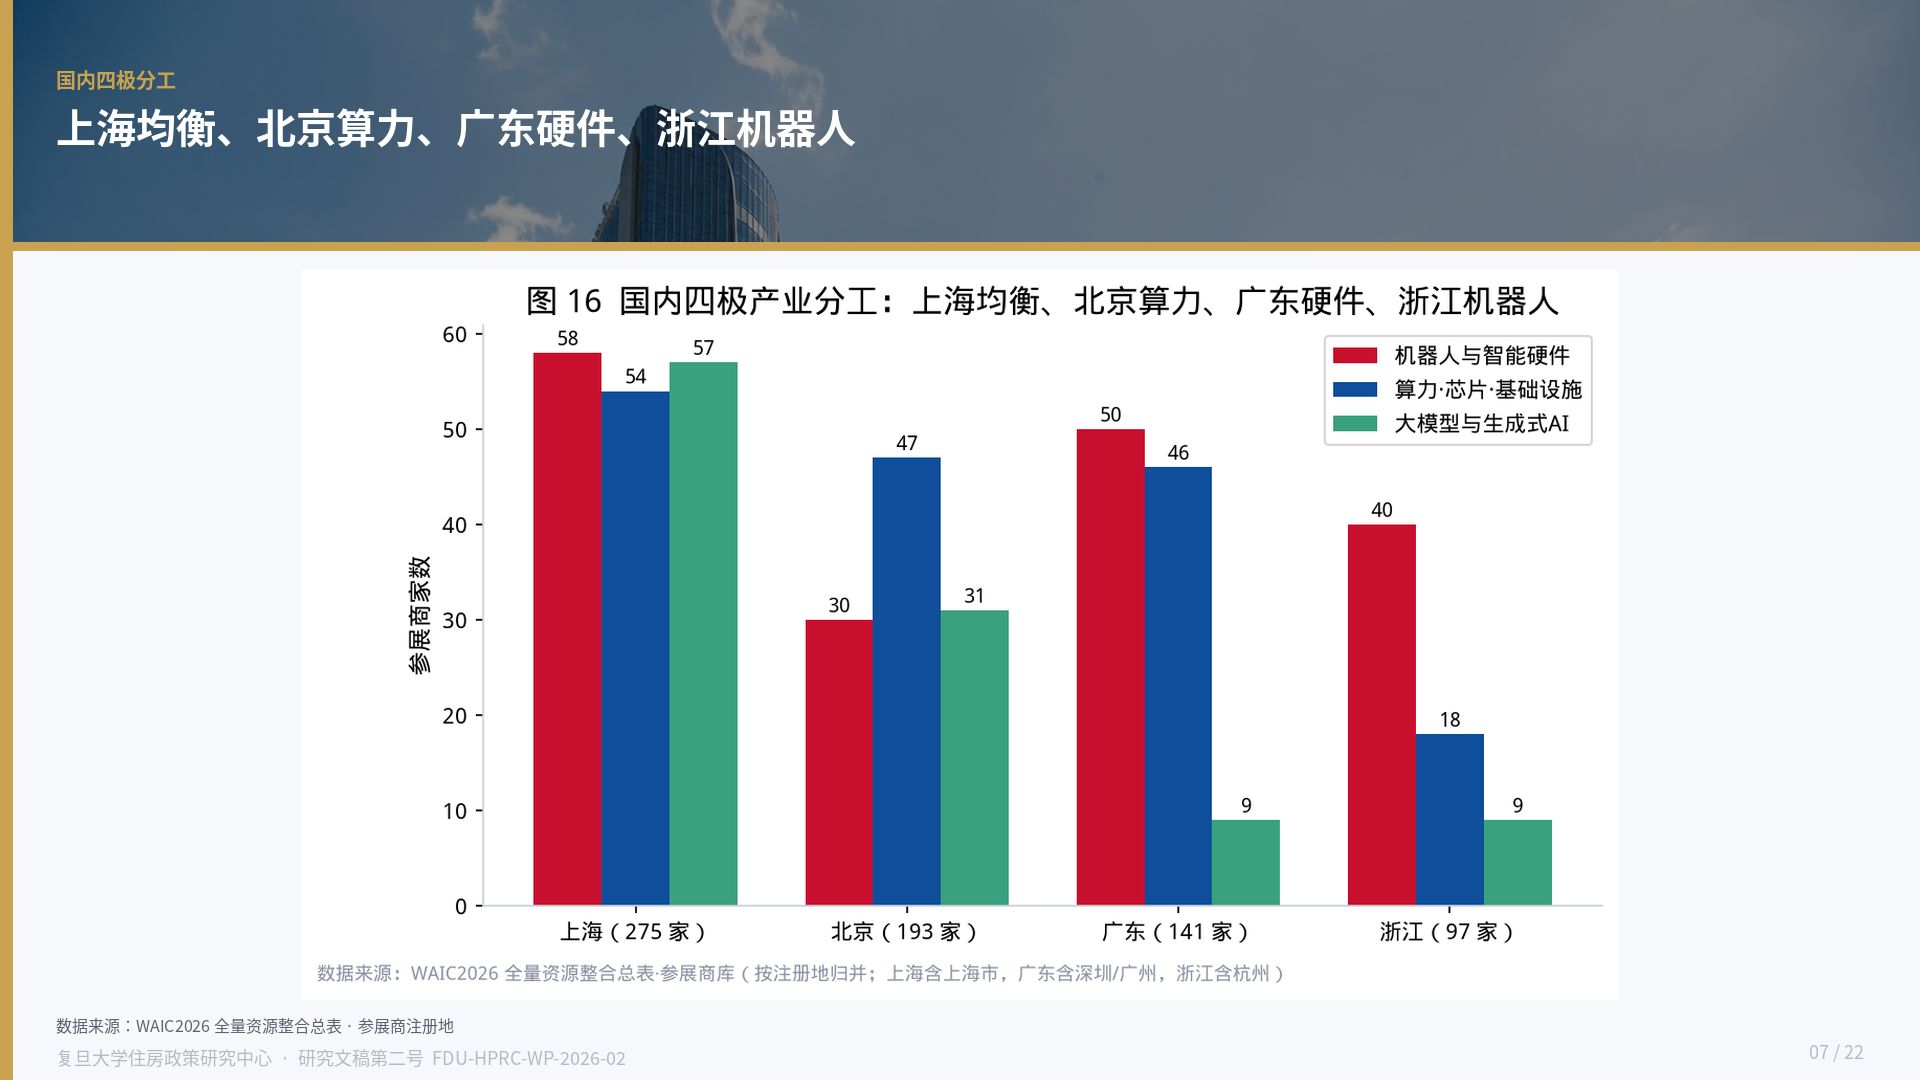 国内四极分工
上海均衡、北京算力、广东硬件、浙江机器人
图 16 国内四极产业分工：上海均衡、北京算力、广东硬件、浙江机器人
机器人与智能硬件
算力·芯片·基础设施
大模型与生成式AI
参展商家数
60
50
40
30
20
10
0
58
54
57
30
47
31
50
46
9
40
18
9
上海（275 家）
北京（193 家）
广东（141 家）
浙江（97 家）
数据来源：WAIC2026 全量资源整合总表·参展商库（按注册地归并；上海含上海市，广东含深圳/广州，浙江含杭州）
数据来源：WAIC2026 全量资源整合总表 · 参展商注册地
复旦大学住房政策研究中心 · 研究文稿第二号 FDU-HPRC-WP-2026-02
07 / 22